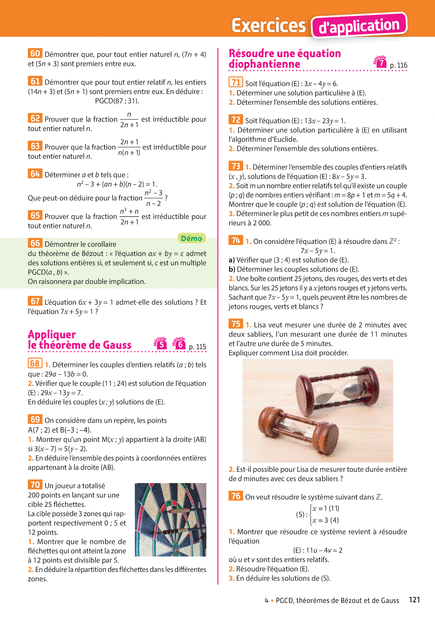 Exercices d'application
60 Démontrer que, pour tout entier naturel n, (7n + 4)
et (5n + 3) sont premiers entre eux.
61 Démontrer que pour tout entier relatif n, les entiers
(14n + 3) et (5n + 1) sont premiers entre eux. En déduire :
PGCD(87 ; 31).
62 Prouver que la fraction n/(2n + 1) est irréductible pour
tout entier naturel n.
63 Prouver que la fraction (2n + 1)/(n(n + 1)) est irréductible pour
tout entier naturel n.
64 Déterminer a et b tels que :
n² – 3 + (an + b)(n – 2) = 1.
Que peut-on déduire pour la fraction (n² – 3)/(n – 2) ?
65 Prouver que la fraction (n³ + n)/(2n + 1) est irréductible pour
tout entier naturel n.
Démo
66 Démontrer le corollaire
du théorème de Bézout : « l'équation ax + by = c admet
des solutions entières si, et seulement si, c est un multiple
PGCD(a , b) ».
On raisonnera par double implication.
67 L'équation 6x + 3y = 1 admet-elle des solutions ? Et
l'équation 7x + 5y = 1 ?
Appliquer
le théorème de Gauss 5 6 p. 115
68 1. Déterminer les couples d'entiers relatifs (a ; b) tels
que : 29a – 13b = 0.
2. Vérifier que le couple (11 ; 24) est solution de l'équation
(E) : 29x – 13y = 7.
En déduire les couples (x ; y) solutions de (E).
69 On considère dans un repère, les points
A(7 ; 2) et B(–3 ; –4).
1. Montrer qu'un point M(x ; y) appartient à la droite (AB)
si 3(x – 7) = 5(y – 2).
2. En déduire l'ensemble des points à coordonnées entières
appartenant à la droite (AB).
70 Un joueur a totalisé
200 points en lançant sur une
cible 25 fléchettes.
La cible possède 3 zones qui rap-
portent respectivement 0 ; 5 et
12 points.
1. Montrer que le nombre de
fléchettes qui ont atteint la zone
à 12 points est divisible par 5.
2. En déduire la répartition des fléchettes dans les différentes
zones.
Résoudre une équation
diophantienne 7 p. 116
71 Soit l'équation (E) : 3x – 4y = 6.
1. Déterminer une solution particulière à (E).
2. Déterminer l'ensemble des solutions entières.
72 Soit l'équation (E) : 13x – 23y = 1.
1. Déterminer une solution particulière à (E) en utilisant
l'algorithme d'Euclide.
2. Déterminer l'ensemble des solutions entières.
73 1. Déterminer l'ensemble des couples d'entiers relatifs
(x , y), solutions de l'équation (E) : 8x – 5y = 3.
2. Soit m un nombre entier relatif tel qu'il existe un couple
(p ; q) de nombres entiers vérifiant : m = 8p + 1 et m = 5q + 4.
Montrer que le couple (p ; q) est solution de l'équation (E).
3. Déterminer le petit de ces nombres entiers m supé-
rieurs à 2 000.
74 1. On considère l'équation (E) à résoudre dans ℤ² :
7x – 5y = 1.
a) Vérifier que (3 ; 4) est solution de (E).
b) Déterminer les couples solutions de (E).
2. Une boîte contient 25 jetons, des rouges, des verts et des
blancs. Sur les 25 jetons il y a x jetons rouges et y jetons verts.
Sachant que 7x – 5y = 1, quels peuvent être les nombres de
jetons rouges, verts et blancs ?
75 1. Lisa veut mesurer une durée de 2 minutes avec
deux sabliers, l'un mesurant une durée de 11 minutes
et l'autre une durée de 5 minutes.
Expliquer comment Lisa doit procéder.
2. Est-il possible pour Lisa de mesurer toute durée entière
de d minutes avec ces deux sabliers ?
76 On veut résoudre le système suivant dans ℤ.
(S) : { x ≡ 1 (11)
x ≡ 3 (4)
1. Montrer que résoudre ce système revient à résoudre
l'équation
(E) : 11u – 4v = 2
où u et v sont des entiers relatifs.
2. Résoudre l'équation (E).
3. En déduire les solutions de (S).
4 • PGCD, théorèmes de Bézout et de Gauss 121